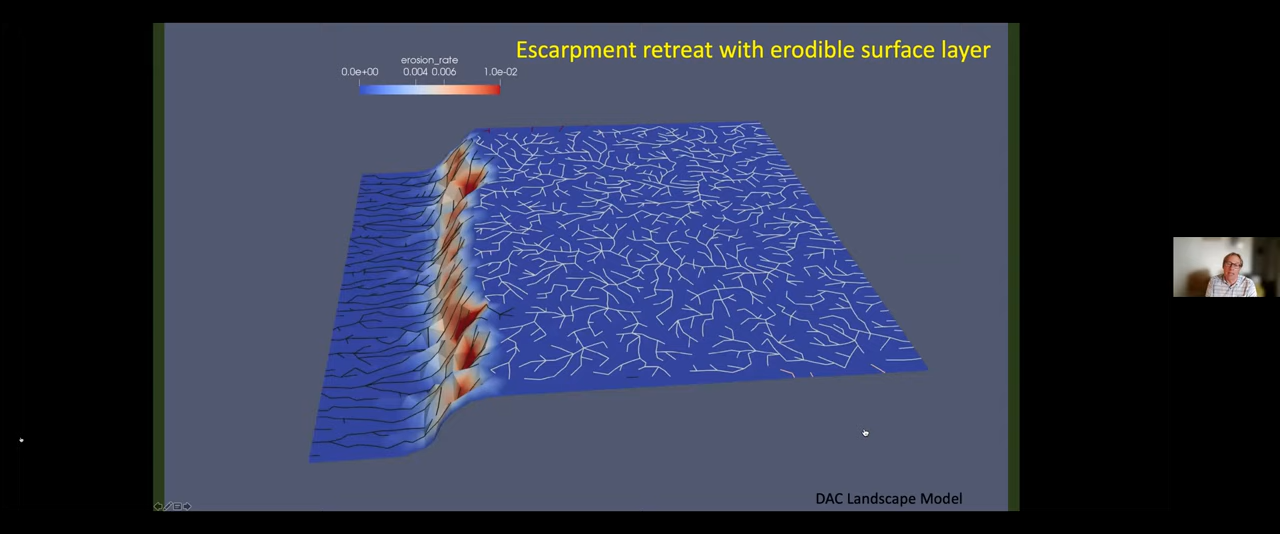 Escarpment retreat with erodible surface layer
erosion_rate
0.0e+00 0.004 0.006 1.0e-02
DAC Landscape Model